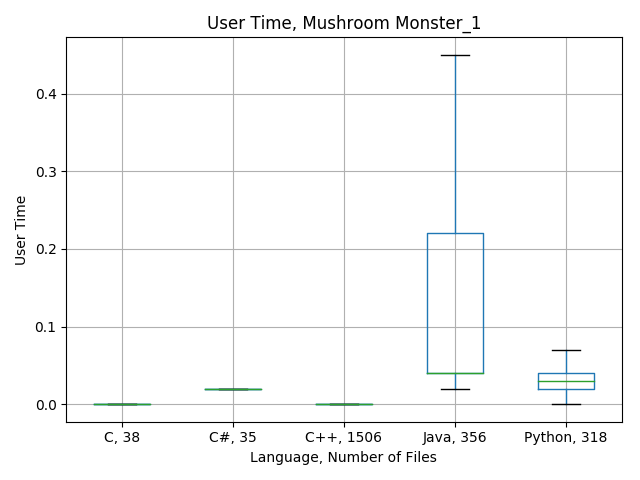 User Time, Mushroom Monster_1
0.4
0.3
0.2
0.1
0.0
User Time
C, 38
C#, 35
C++, 1506
Java, 356
Python, 318
Language, Number of Files